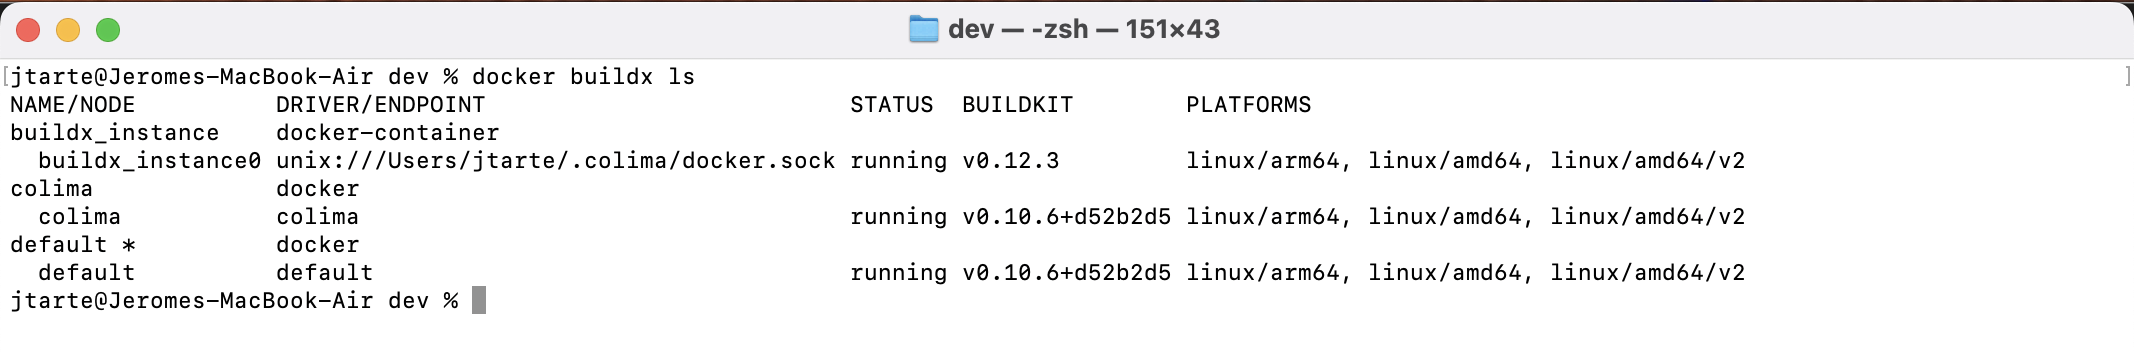 dev — -zsh — 151×43
[jtarte@Jeromes-MacBook-Air dev % docker buildx ls ]
NAME/NODE DRIVER/ENDPOINT STATUS BUILDKIT PLATFORMS
buildx_instance docker-container
buildx_instance0 unix:///Users/jtarte/.colima/docker.sock running v0.12.3 linux/arm64, linux/amd64, linux/amd64/v2
colima docker
colima colima running v0.10.6+d52b2d5 linux/arm64, linux/amd64, linux/amd64/v2
default * docker
default default running v0.10.6+d52b2d5 linux/arm64, linux/amd64, linux/amd64/v2
jtarte@Jeromes-MacBook-Air dev %